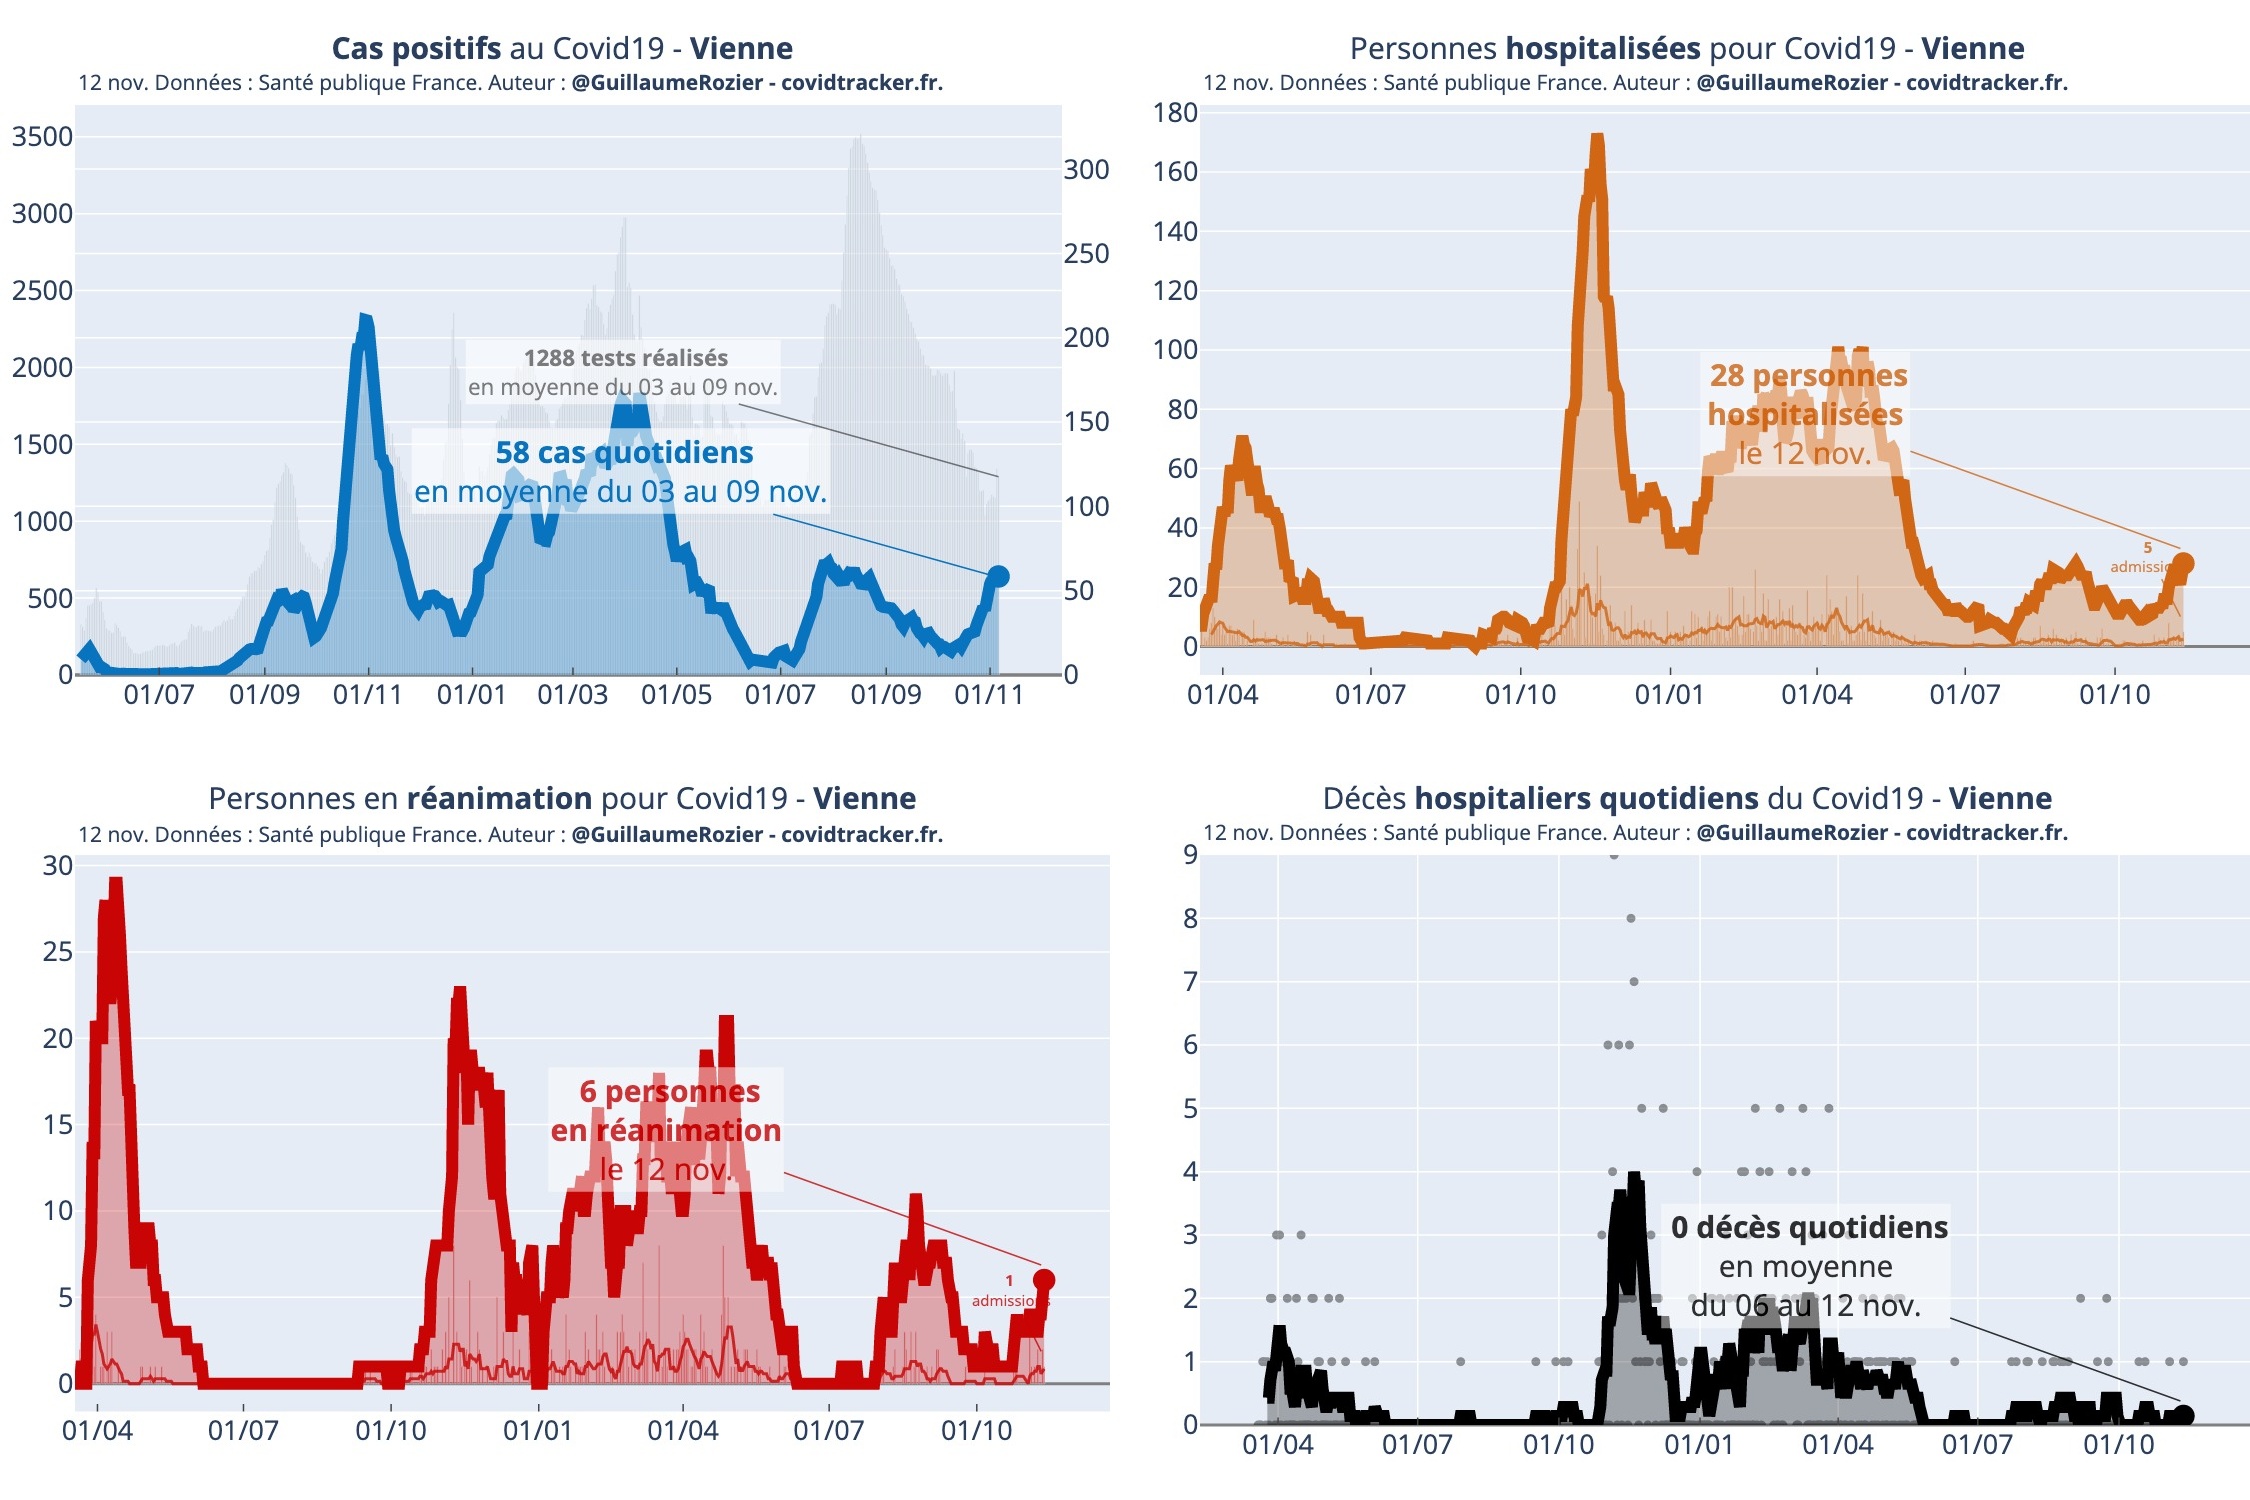 Cas positifs au Covid19 - Vienne
12 nov. Données : Santé publique France. Auteur : @GuillaumeRozier - covidtracker.fr.
3500
3000
2500
2000
1500
1000
500
0
300
250
200
150
100
50
0
1288 tests réalisés
en moyenne du 03 au 09 nov.
58 cas quotidiens
en moyenne du 03 au 09 nov.
01/07 01/09 01/11 01/01 01/03 01/05 01/07 01/09 01/11
Personnes hospitalisées pour Covid19 - Vienne
12 nov. Données : Santé publique France. Auteur : @GuillaumeRozier - covidtracker.fr.
180
160
140
120
100
80
60
40
20
0
28 personnes
hospitalisées
le 12 nov.
5
admissio
01/04 01/07 01/10 01/01 01/04 01/07 01/10
Personnes en réanimation pour Covid19 - Vienne
12 nov. Données : Santé publique France. Auteur : @GuillaumeRozier - covidtracker.fr.
30
25
20
15
10
5
0
6 personnes
en réanimation
le 12 nov.
1
admissions
01/04 01/07 01/10 01/01 01/04 01/07 01/10
Décès hospitaliers quotidiens du Covid19 - Vienne
12 nov. Données : Santé publique France. Auteur : @GuillaumeRozier - covidtracker.fr.
9
8
7
6
5
4
3
2
1
0
0 décès quotidiens
en moyenne
du 06 au 12 nov.
01/04 01/07 01/10 01/01 01/04 01/07 01/10